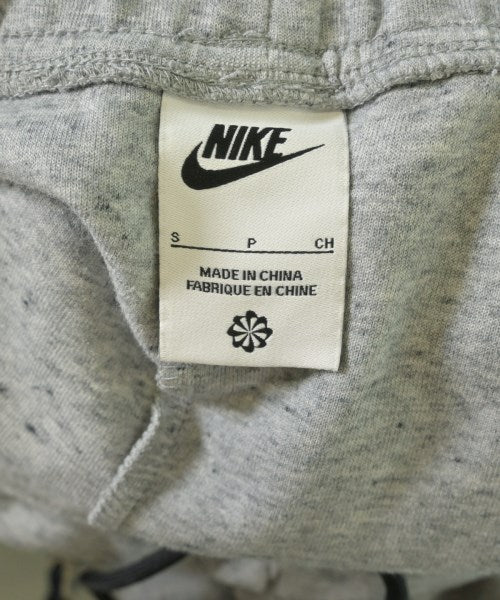 NIKE
S P CH
MADE IN CHINA
FABRIQUE EN CHINE